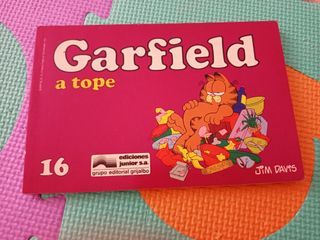 Garfield
a tope
16
ediciones
junior s.a.
grupo editorial grijalbo
JIM DAVIS